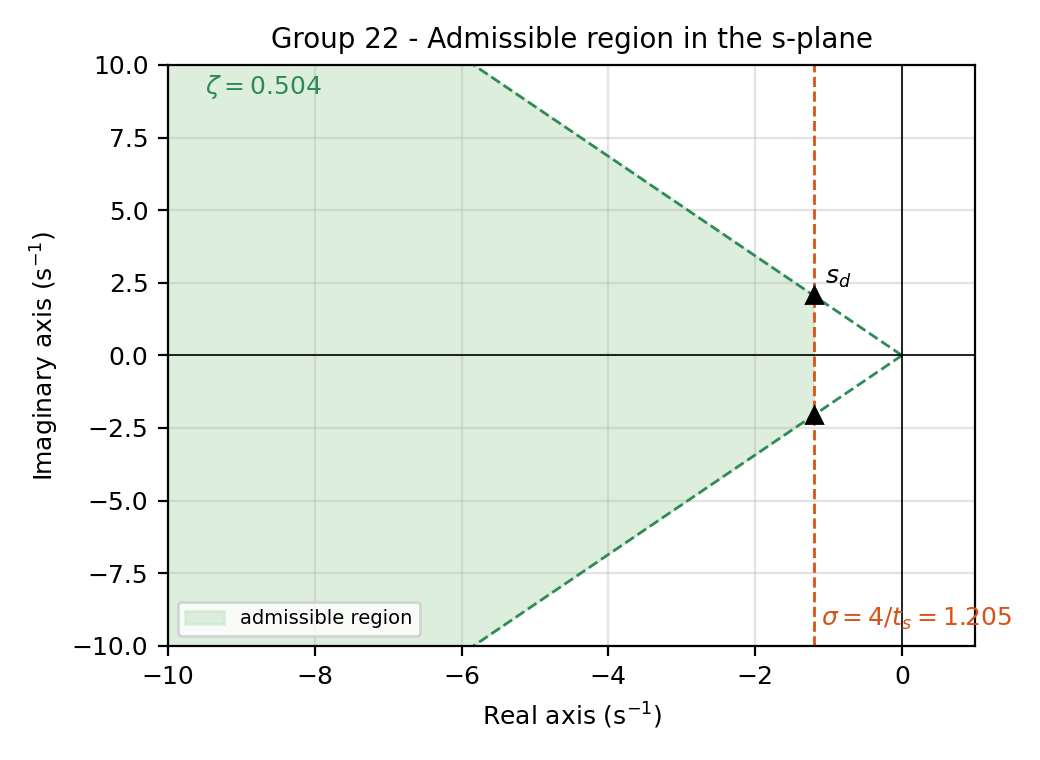 Group 22 - Admissible region in the s-plane
ζ = 0.504
10.0
7.5
5.0
2.5
0.0
−2.5
−5.0
−7.5
−10.0
Imaginary axis (s⁻¹)
s_d
admissible region
σ = 4/t_s = 1.205
−10
−8
−6
−4
−2
0
Real axis (s⁻¹)